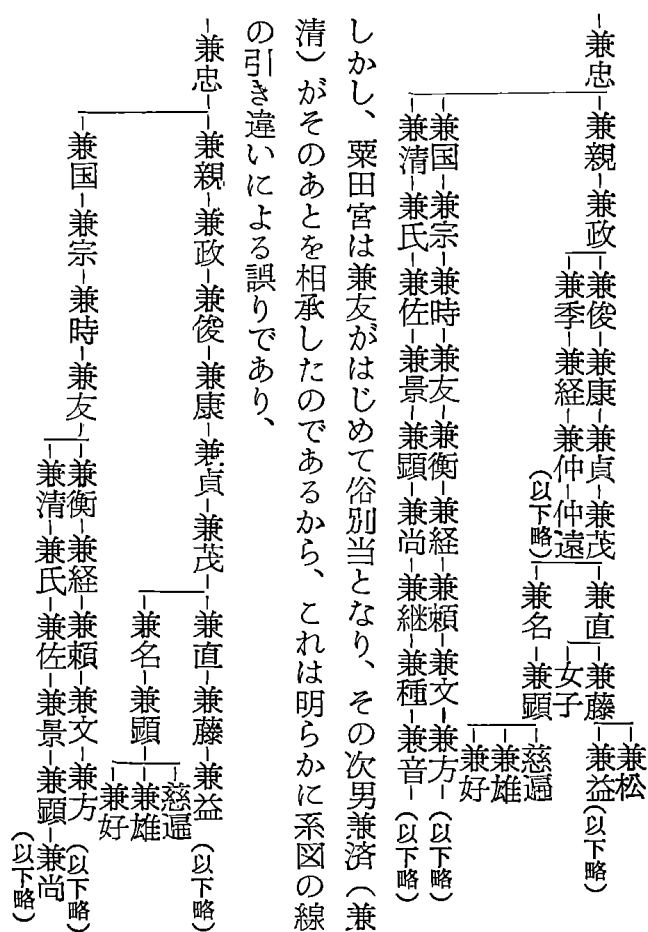 兼忠―兼親―兼政―兼俊―兼康―兼貞―兼茂―兼直―兼藤―兼松
兼益(以下略)
女子
兼名―兼顕―慈遍
兼雄
兼好
兼季―兼経―兼仲―仲遠(以下略)
兼国―兼宗―兼時―兼友―兼衡―兼経―兼頼―兼文―兼方―(以下略)
兼清―兼氏―兼佐―兼景―兼顕―兼尚―兼継―兼種―兼音―(以下略)
しかし、粟田宮は兼友がはじめて俗別当となり、その次男兼済(兼
清)がそのあとを相承したのであるから、これは明らかに系図の線
の引き違いによる誤りであり、
兼忠―兼親―兼政―兼俊―兼康―兼貞―兼茂―兼直―兼藤―兼益(以下略)
兼名―兼顕―慈遍
兼雄
兼好
兼国―兼宗―兼時―兼友―兼衡―兼経―兼頼―兼文―兼方(以下略)
兼清―兼氏―兼佐―兼景―兼顕―兼尚(以下略)